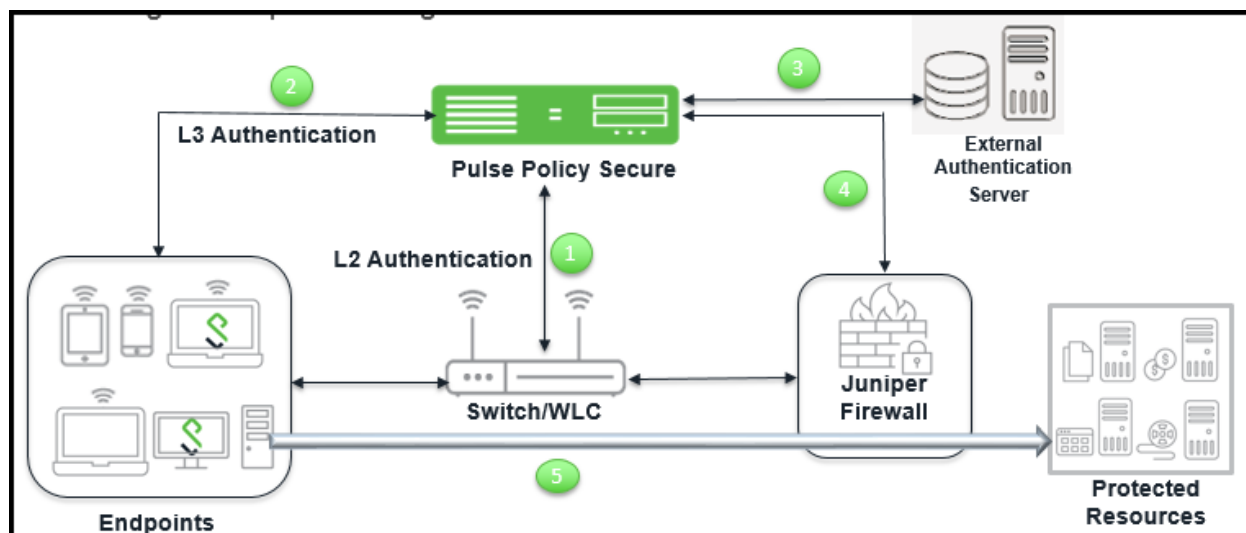 2
3
L3 Authentication
=
Pulse Policy Secure
External
Authentication
Server
4
L2 Authentication
1
Switch/WLC
Juniper
Firewall
5
Endpoints
Protected
Resources